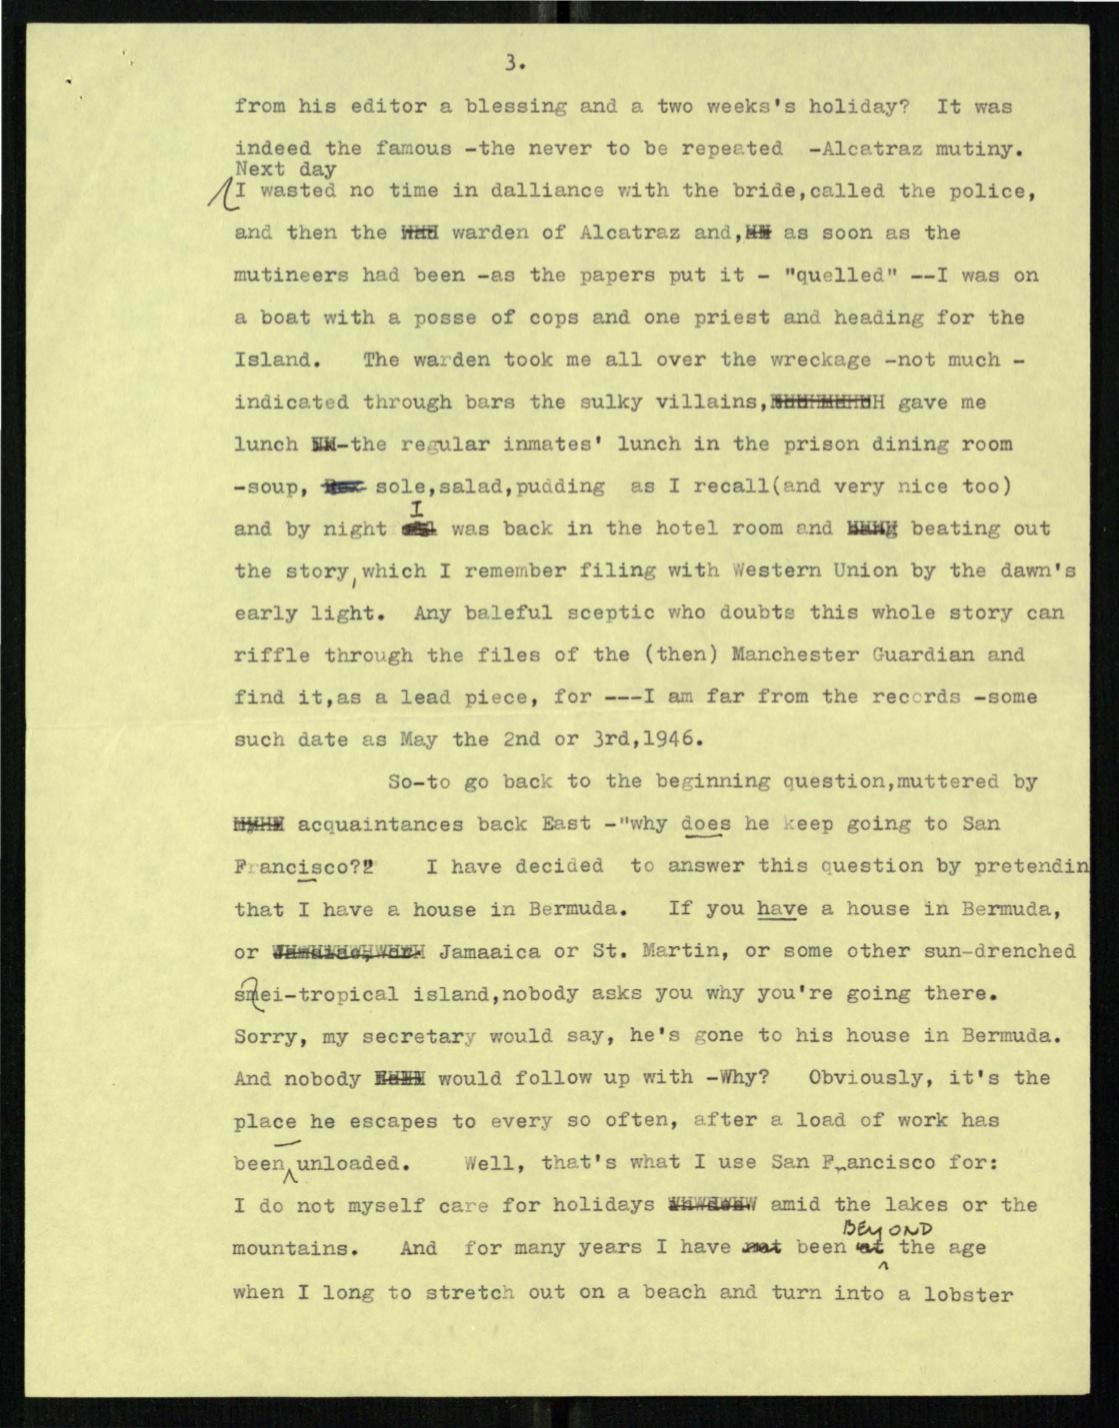 3.
from his editor a blessing and a two weeks's holiday?  It was
indeed the famous -the never to be repeated  -Alcatraz mutiny.
Next day
I wasted no time in dalliance with the bride,called the police,
and then the warden of Alcatraz and, as soon as the
mutineers had been -as the papers put it - "quelled" --I was on
a boat with a posse of cops and one priest and heading for the
Island.   The warden took me all over the wreckage -not much -
indicated through bars the sulky villains, gave me
lunch -the regular inmates' lunch in the prison dining room
-soup, sole,salad,pudding  as I recall(and very nice too)
I
and by night was back in the hotel room and beating out
the story, which I remember filing with Western Union by the dawn's
early light.  Any baleful sceptic who doubts this whole story can
riffle through the files of the (then) Manchester Guardian and
find it,as a lead piece, for ---I am far from the records -some
such date as May the 2nd or 3rd,1946.
So-to go back to the beginning question,muttered by
acquaintances back East -"why does he keep going to San
Francisco?"    I have decided  to answer this question by pretendin
that I have a house in Bermuda.   If you have a house in Bermuda,
or Jamaaica or St. Martin, or some other sun-drenched
smei-tropical island,nobody asks you why you're going there.
Sorry, my secretary would say, he's gone to his house in Bermuda.
And nobody would follow up with -Why?   Obviously, it's the
place he escapes to every so often, after a load of work has
been unloaded.    Well, that's what I use San Francisco for:
I do not myself care for holidays amid the lakes or the
BEYOND
mountains.   And  for many years I have been the age
when I long to stretch out on a beach and turn into a lobster